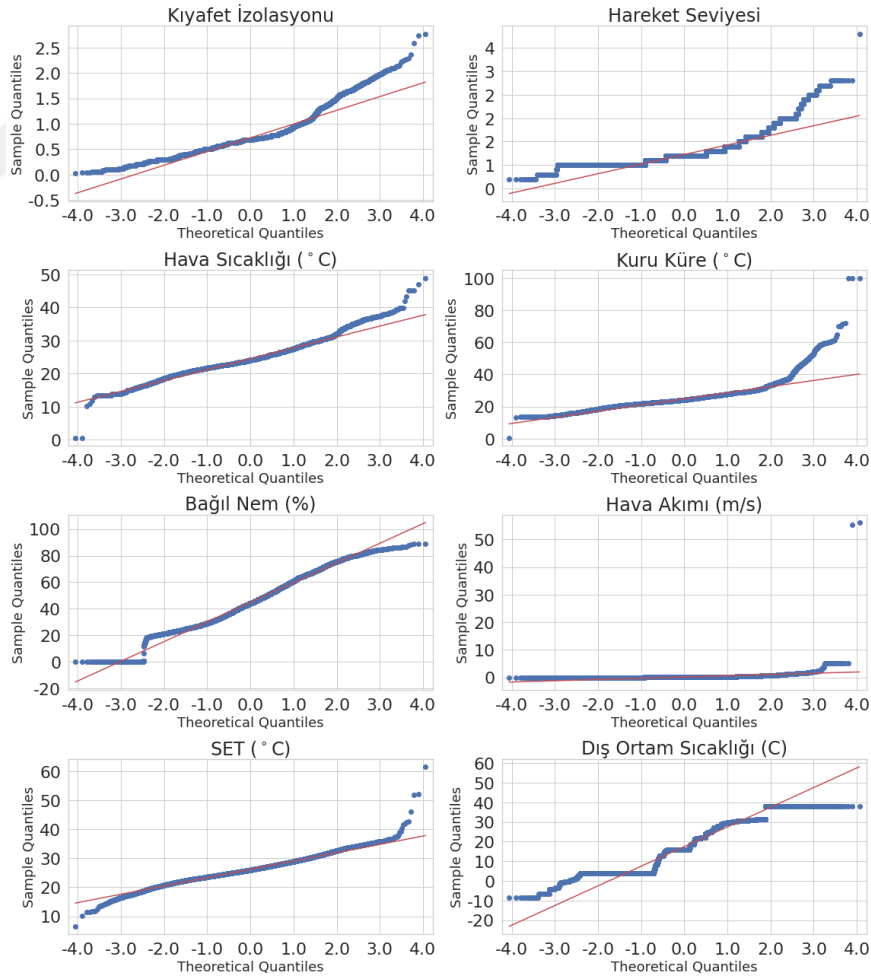 Kıyafet İzolasyonu
Sample Quantiles
2.5
2.0
1.5
1.0
0.5
0.0
-0.5
-4.0 -3.0 -2.0 -1.0 0.0 1.0 2.0 3.0 4.0
Theoretical Quantiles
Hareket Seviyesi
Sample Quantiles
4
3
2
2
1
0
-4.0 -3.0 -2.0 -1.0 0.0 1.0 2.0 3.0 4.0
Theoretical Quantiles
Hava Sıcaklığı (°C)
Sample Quantiles
50
40
30
20
10
0
-4.0 -3.0 -2.0 -1.0 0.0 1.0 2.0 3.0 4.0
Theoretical Quantiles
Kuru Küre (°C)
Sample Quantiles
100
80
60
40
20
0
-4.0 -3.0 -2.0 -1.0 0.0 1.0 2.0 3.0 4.0
Theoretical Quantiles
Bağıl Nem (%)
Sample Quantiles
100
80
60
40
20
0
-20
-4.0 -3.0 -2.0 -1.0 0.0 1.0 2.0 3.0 4.0
Theoretical Quantiles
Hava Akımı (m/s)
Sample Quantiles
50
40
30
20
10
0
-4.0 -3.0 -2.0 -1.0 0.0 1.0 2.0 3.0 4.0
Theoretical Quantiles
SET (°C)
Sample Quantiles
60
50
40
30
20
10
-4.0 -3.0 -2.0 -1.0 0.0 1.0 2.0 3.0 4.0
Theoretical Quantiles
Dış Ortam Sıcaklığı (C)
Sample Quantiles
60
50
40
30
20
10
0
-10
-20
-4.0 -3.0 -2.0 -1.0 0.0 1.0 2.0 3.0 4.0
Theoretical Quantiles